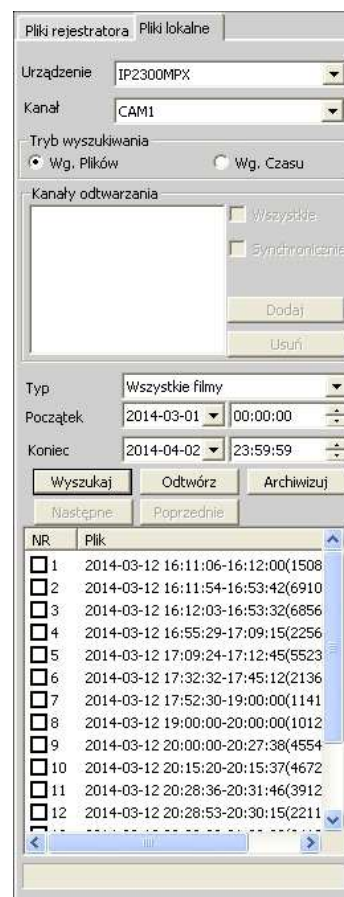 Pliki rejestratora Pliki lokalne
Urządzenie IP2300MPX
Kanał CAM1
Tryb wyszukiwania
Wg. Plików Wg. Czasu
Kanały odtwarzania
Wszystkie
Synchronicznie
Dodaj
Usuń
Typ Wszystkie filmy
Początek 2014-03-01 00:00:00
Koniec 2014-04-02 23:59:59
Wyszukaj Odtwórz Archiwizuj
Następne Poprzednie
NR Plik
1 2014-03-12 16:11:06-16:12:00(1508
2 2014-03-12 16:11:54-16:53:42(6910
3 2014-03-12 16:12:03-16:53:32(6856
4 2014-03-12 16:55:29-17:09:15(2256
5 2014-03-12 17:09:24-17:12:45(5523
6 2014-03-12 17:32:32-17:45:12(2136
7 2014-03-12 17:52:30-19:00:00(1141
8 2014-03-12 19:00:00-20:00:00(1012
9 2014-03-12 20:00:00-20:27:38(4554
10 2014-03-12 20:15:20-20:15:37(4672
11 2014-03-12 20:28:36-20:31:46(3912
12 2014-03-12 20:28:53-20:30:15(2211